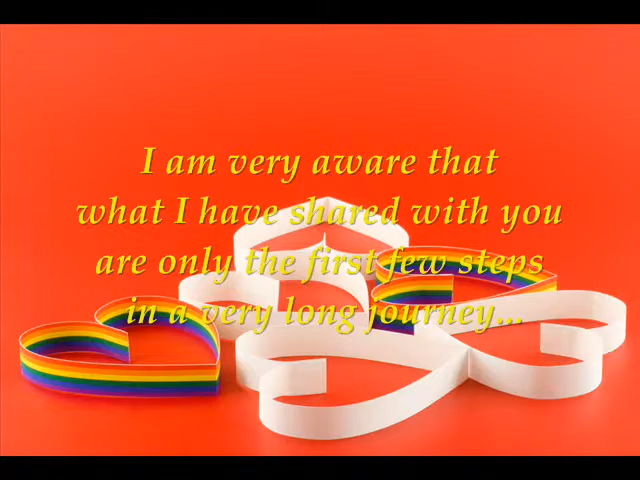 I am very aware that
what I have shared with you
are only the first few steps
in a very long journey...